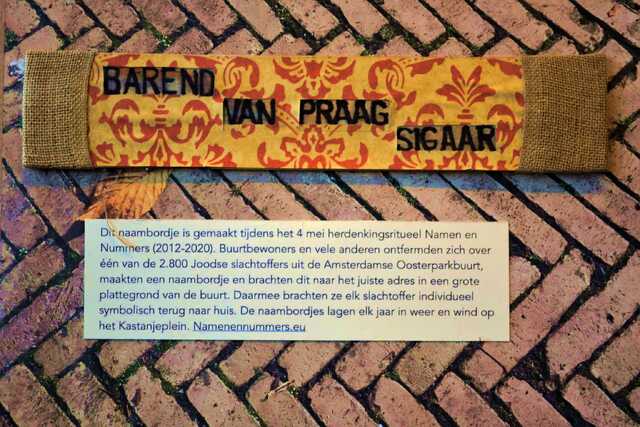 BAREND
VAN PRAAG
SIGAAR
Dit naambordje is gemaakt tijdens het 4 mei herdenkingsritueel Namen en
Nummers (2012-2020). Buurtbewoners en vele anderen ontfermden zich over
één van de 2.800 Joodse slachtoffers uit de Amsterdamse Oosterparkbuurt,
maakten een naambordje en brachten dit naar het juiste adres in een grote
plattegrond van de buurt. Daarmee brachten ze elk slachtoffer individueel
symbolisch terug naar huis. De naambordjes lagen elk jaar in weer en wind op
het Kastanjeplein. Namenennummers.eu